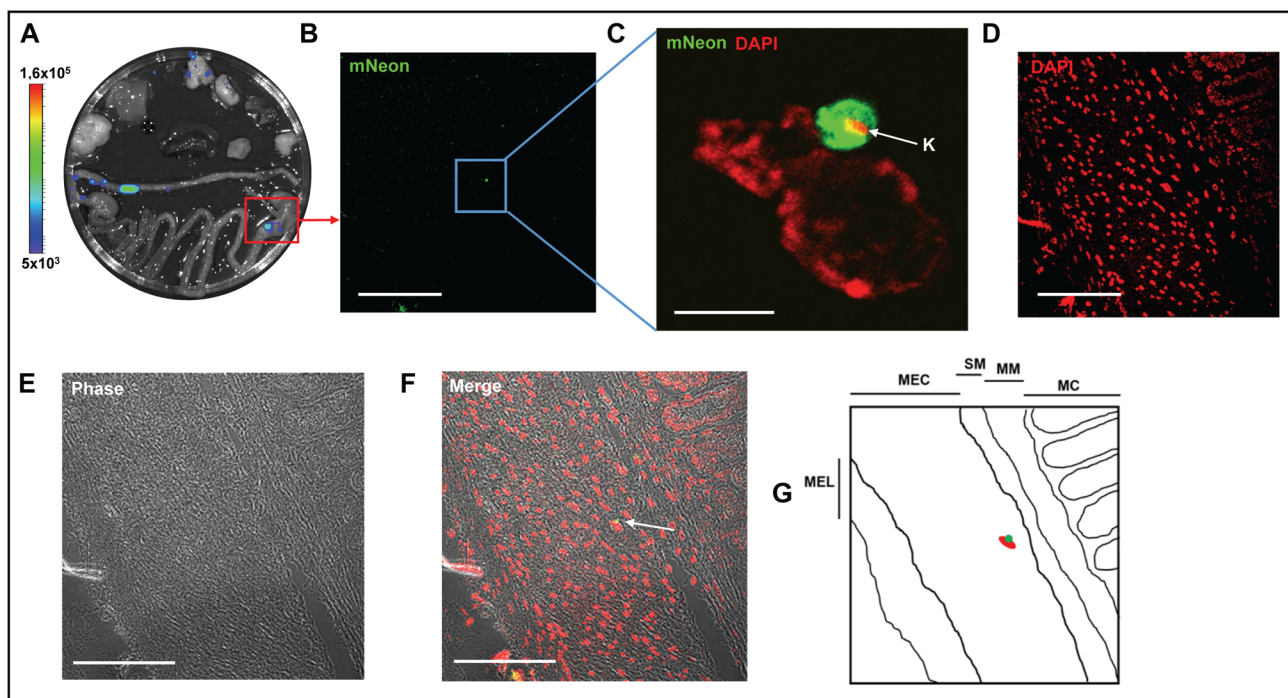 A
1,6x10⁵
5x10³
B
mNeon
C
mNeon DAPI
K
D
DAPI
E
Phase
F
Merge
G
SM
MEC
MM
MC
MEL